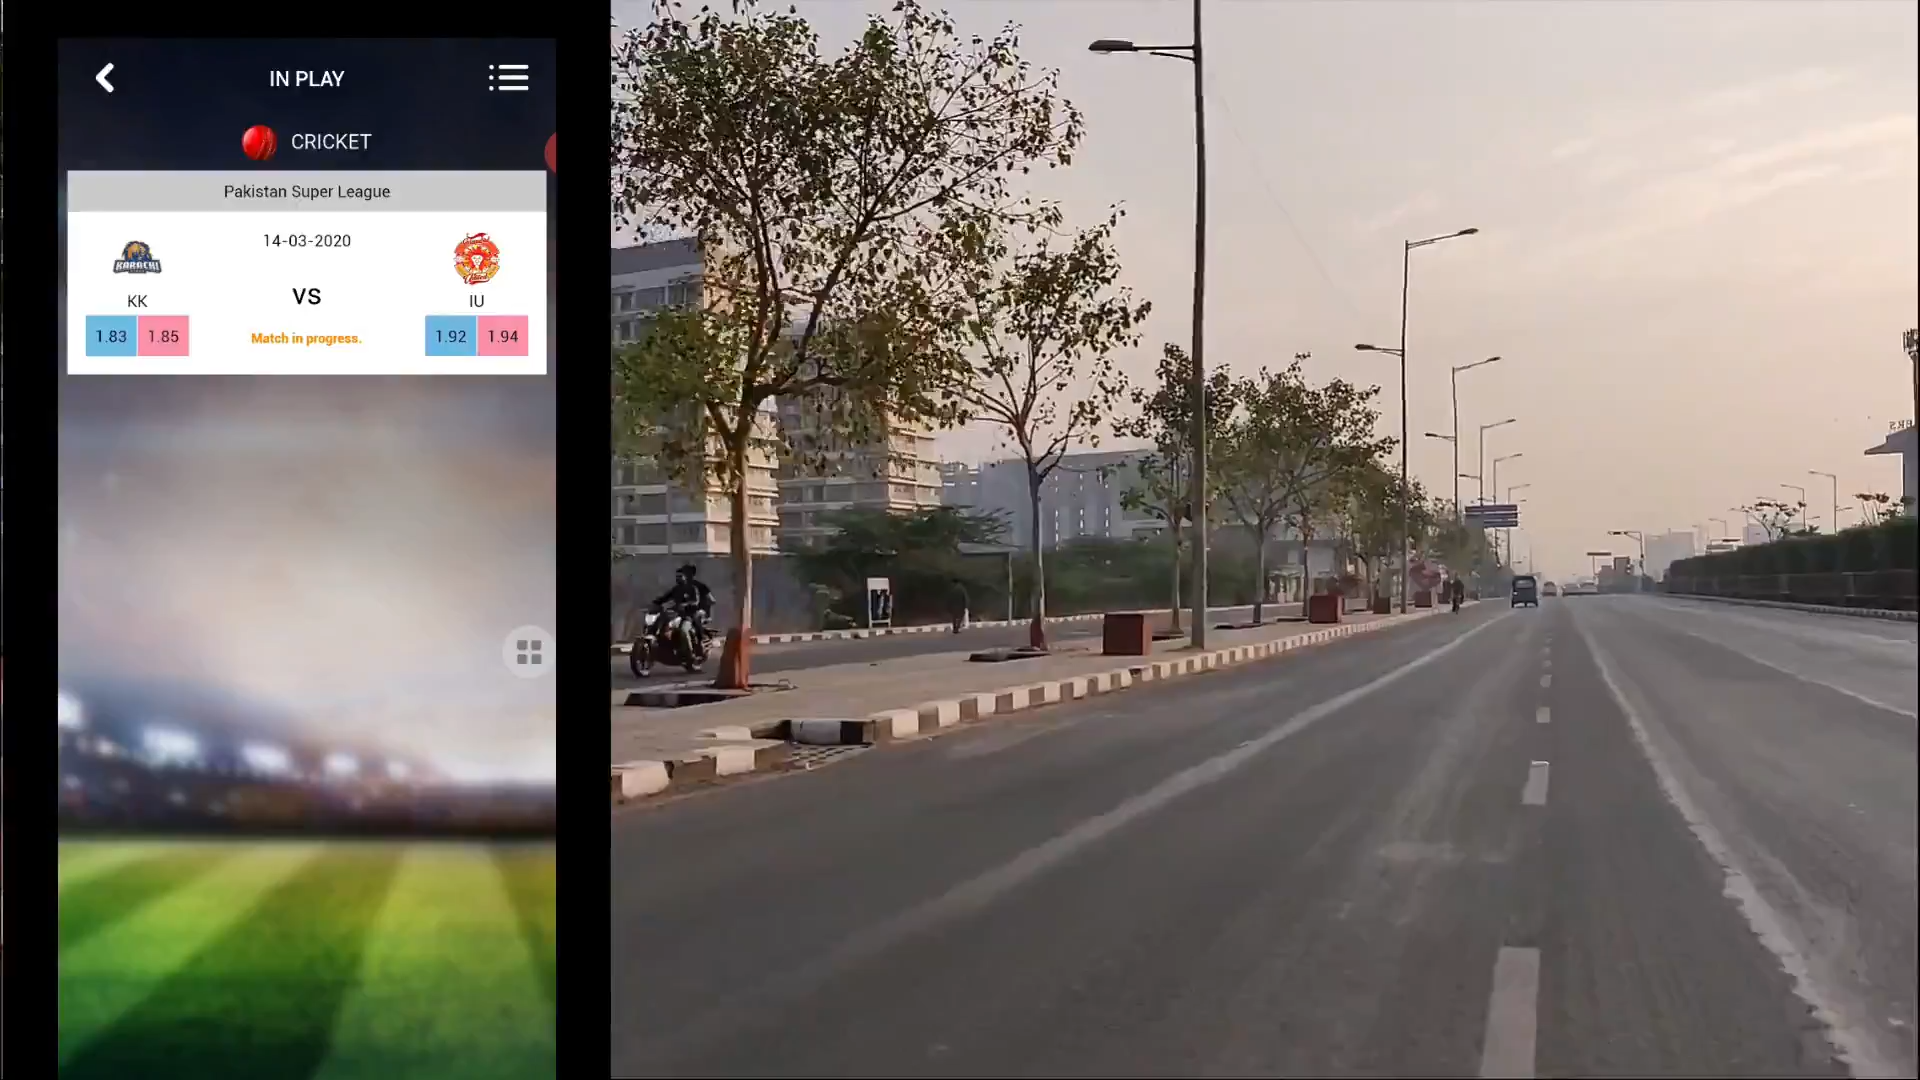 IN PLAY
CRICKET
Pakistan Super League
14-03-2020
KARACHI
VS
KK
IU
1.83 1.85
Match in progress.
1.92 1.94